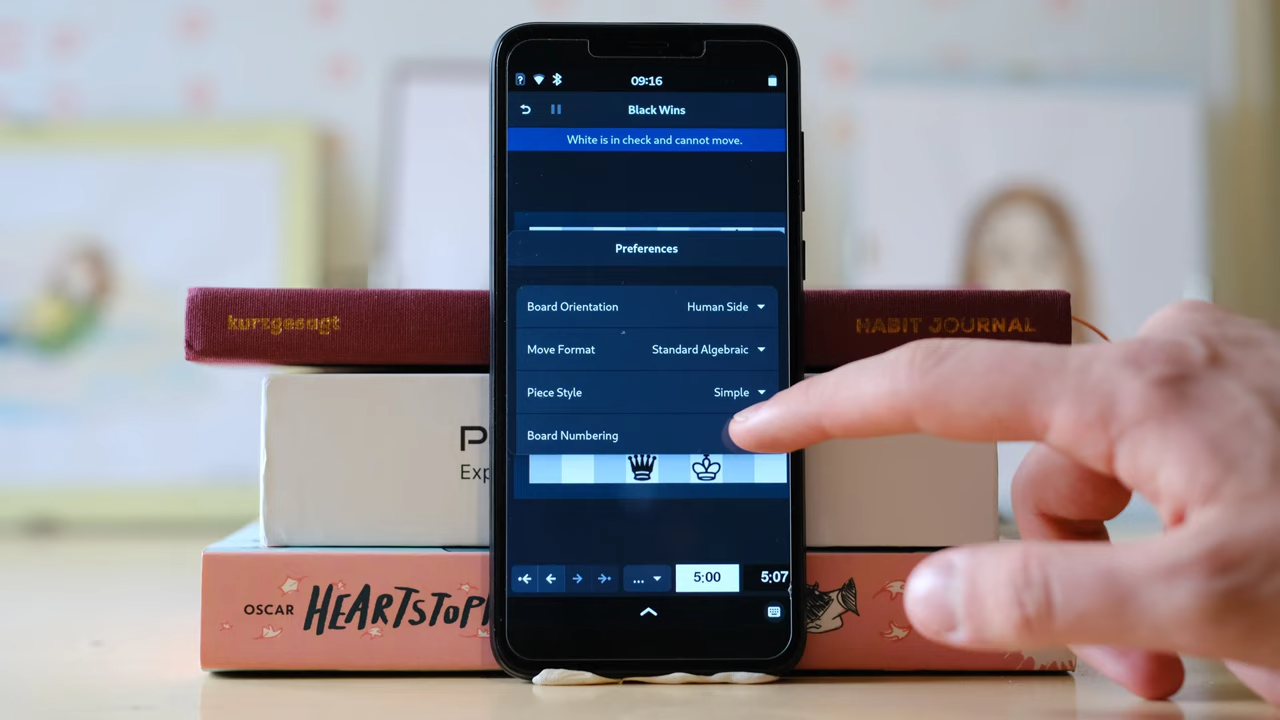 09:16
Black Wins
White is in check and cannot move.
Preferences
Board Orientation Human Side
Move Format Standard Algebraic
Piece Style Simple
Board Numbering
... 5:00 5:07
kurzgesagt
HABIT JOURNAL
P
Exp
OSCAR HEARTSTOP